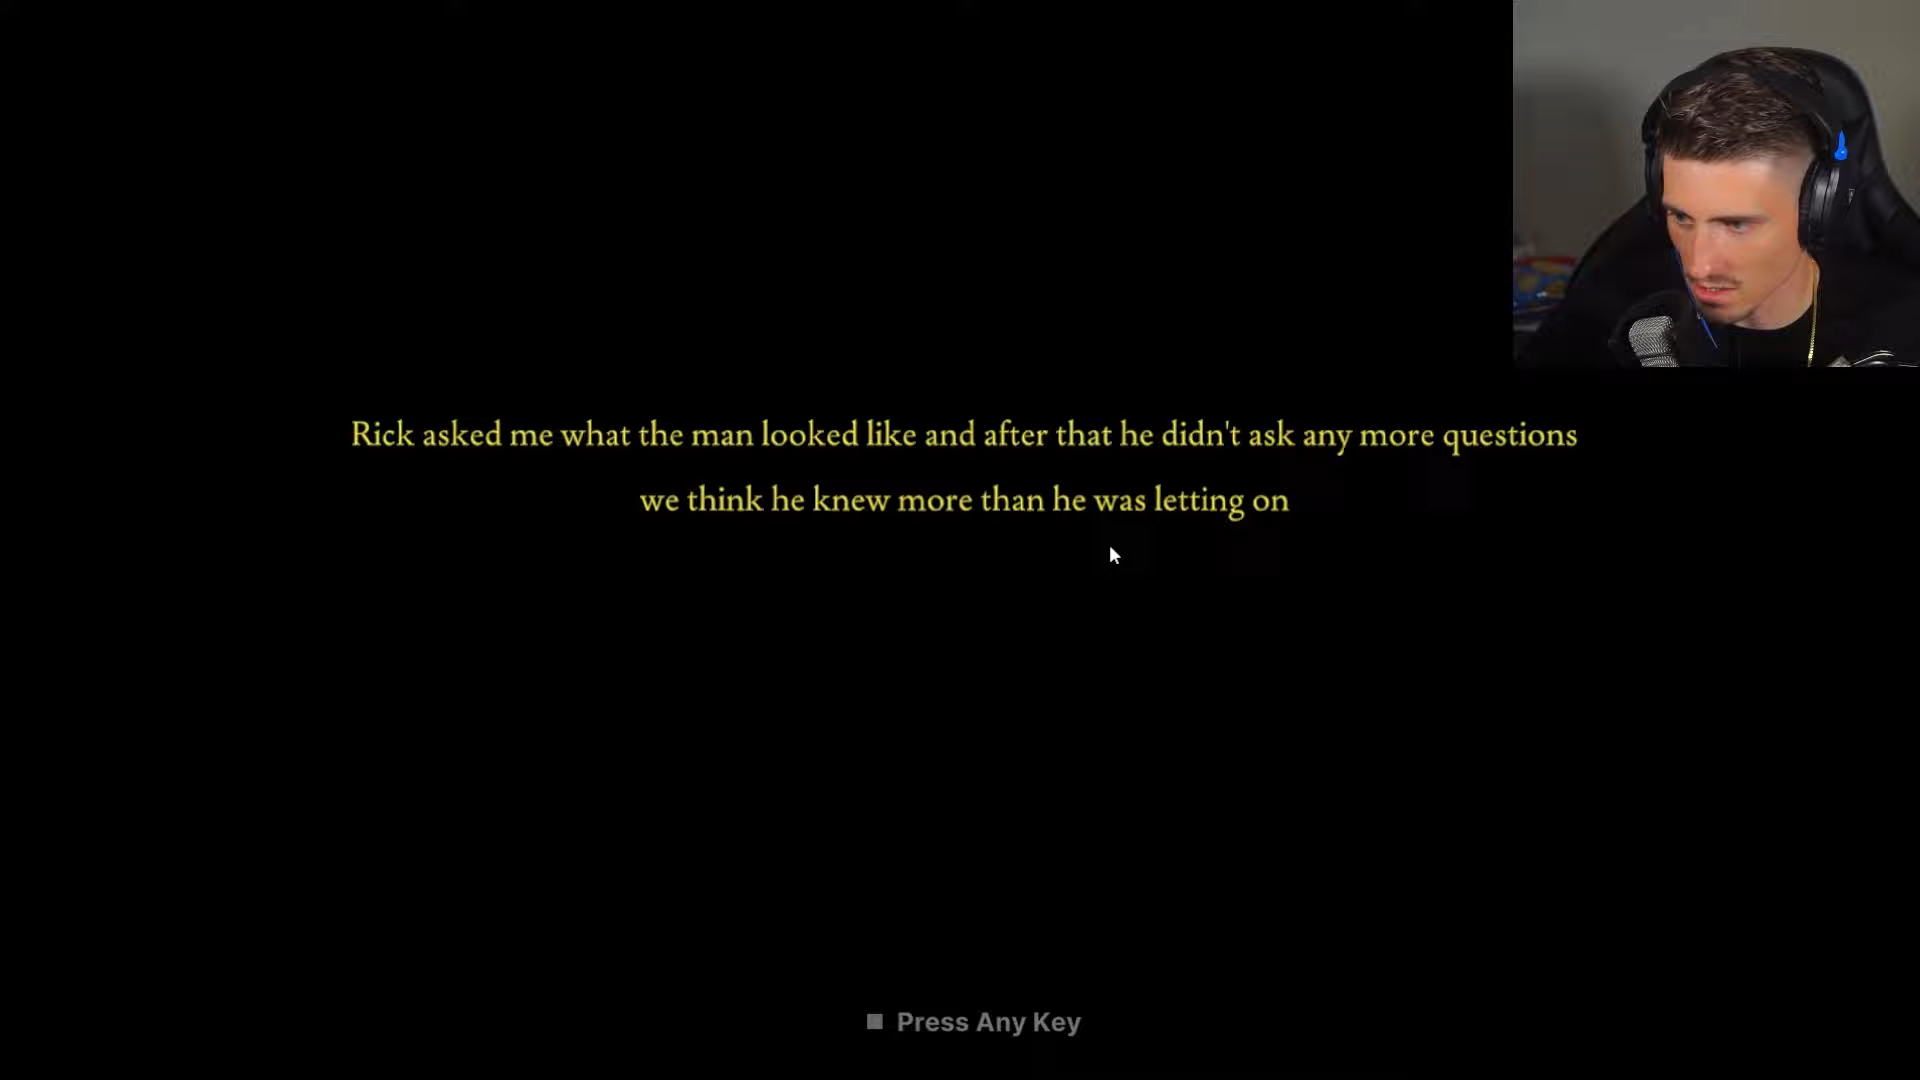 Rick asked me what the man looked like and after that he didn't ask any more questions
we think he knew more than he was letting on
Press Any Key